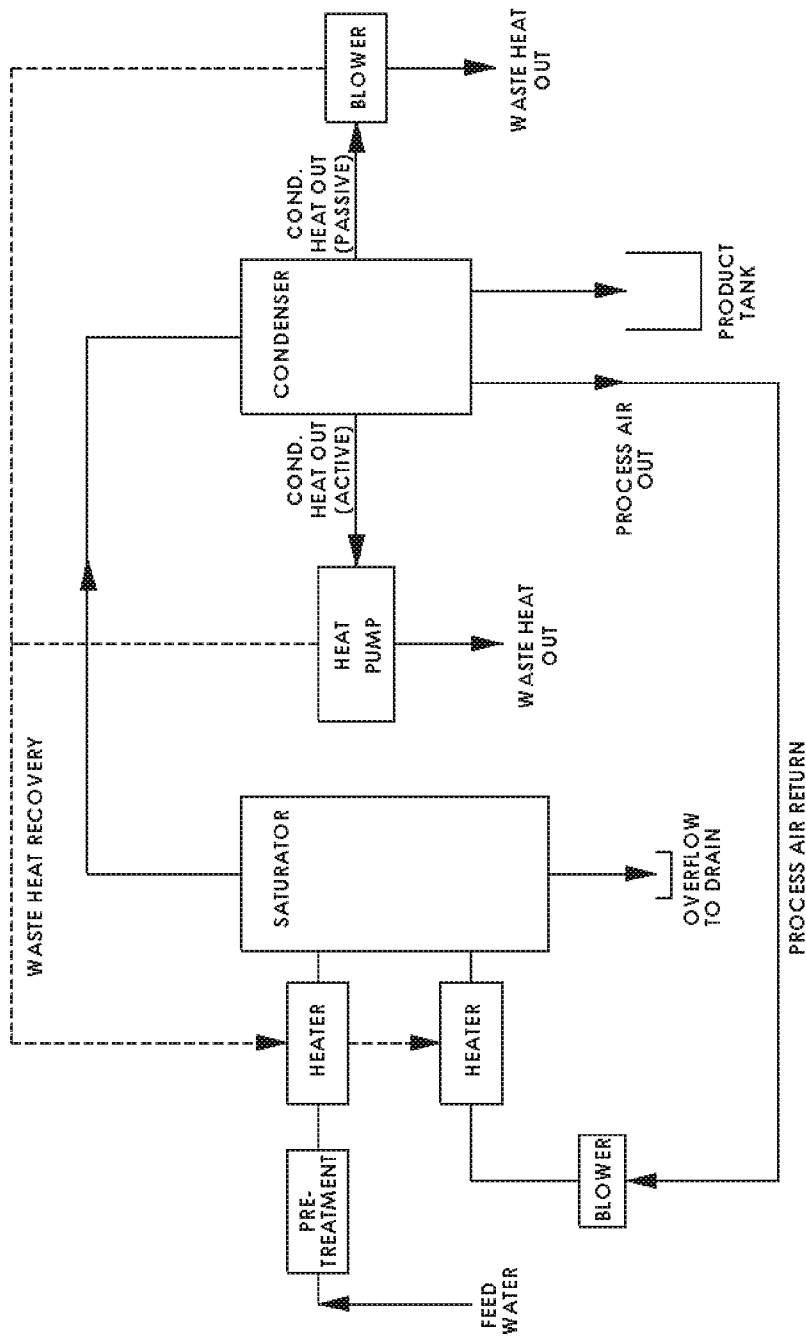 WASTE HEAT RECOVERY
FEED
WATER
PRE-
TREATMENT
HEATER
HEATER
BLOWER
SATURATOR
OVERFLOW
TO DRAIN
HEAT
PUMP
WASTE HEAT
OUT
COND.
HEAT OUT
(ACTIVE)
CONDENSER
COND.
HEAT OUT
(PASSIVE)
BLOWER
WASTE HEAT
OUT
PRODUCT
TANK
PROCESS AIR
OUT
PROCESS AIR RETURN